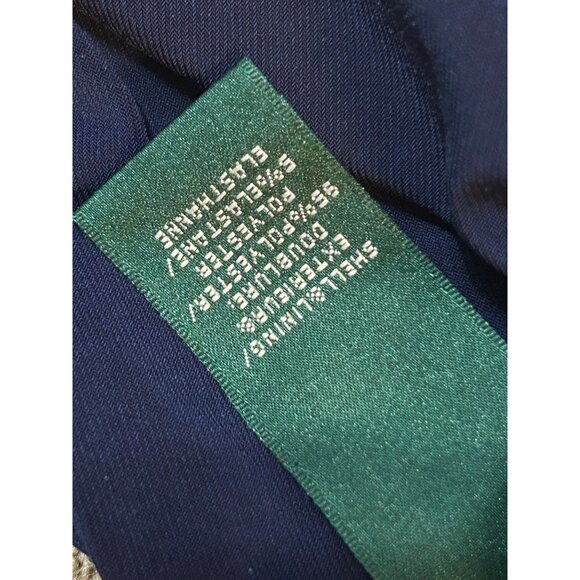 SHELL&LINING/
EXTERIEUR&
DOUBLURE:
95%POLYESTER/
POLYESTER
5%ELASTANE/
ELASTHANNE